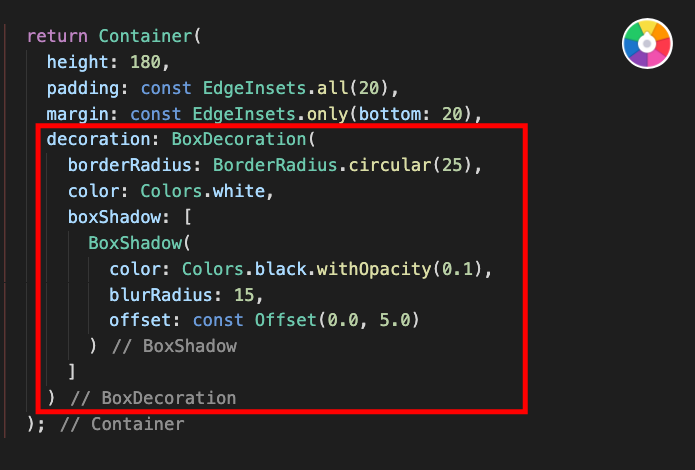 return Container(
height: 180,
padding: const EdgeInsets.all(20),
margin: const EdgeInsets.only(bottom: 20),
decoration: BoxDecoration(
borderRadius: BorderRadius.circular(25),
color: Colors.white,
boxShadow: [
BoxShadow(
color: Colors.black.withOpacity(0.1),
blurRadius: 15,
offset: const Offset(0.0, 5.0)
) // BoxShadow
]
) // BoxDecoration
); // Container